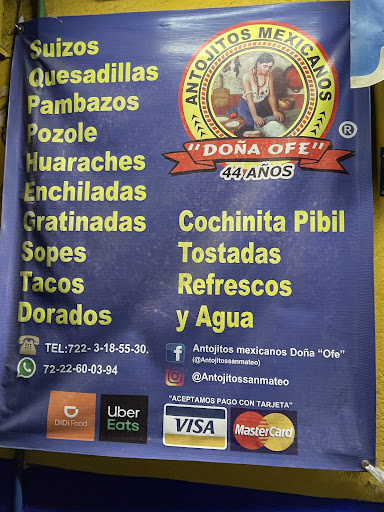 ANTOJITOS MEXICANOS
"DOÑA OFE"
®
44 AÑOS
Suizos
Quesadillas
Pambazos
Pozole
Huaraches
Enchiladas
Gratinadas
Sopes
Tacos
Dorados
Cochinita Pibil
Tostadas
Refrescos
y Agua
TEL:722- 3-18-55-30.
72-22-60-03-94
Antojitos mexicanos Doña “Ofe”
(@Antojitossanmateo)
@Antojitossanmateo
DiDi Food
Uber
Eats
"ACEPTAMOS PAGO CON TARJETA"
VISA
MasterCard